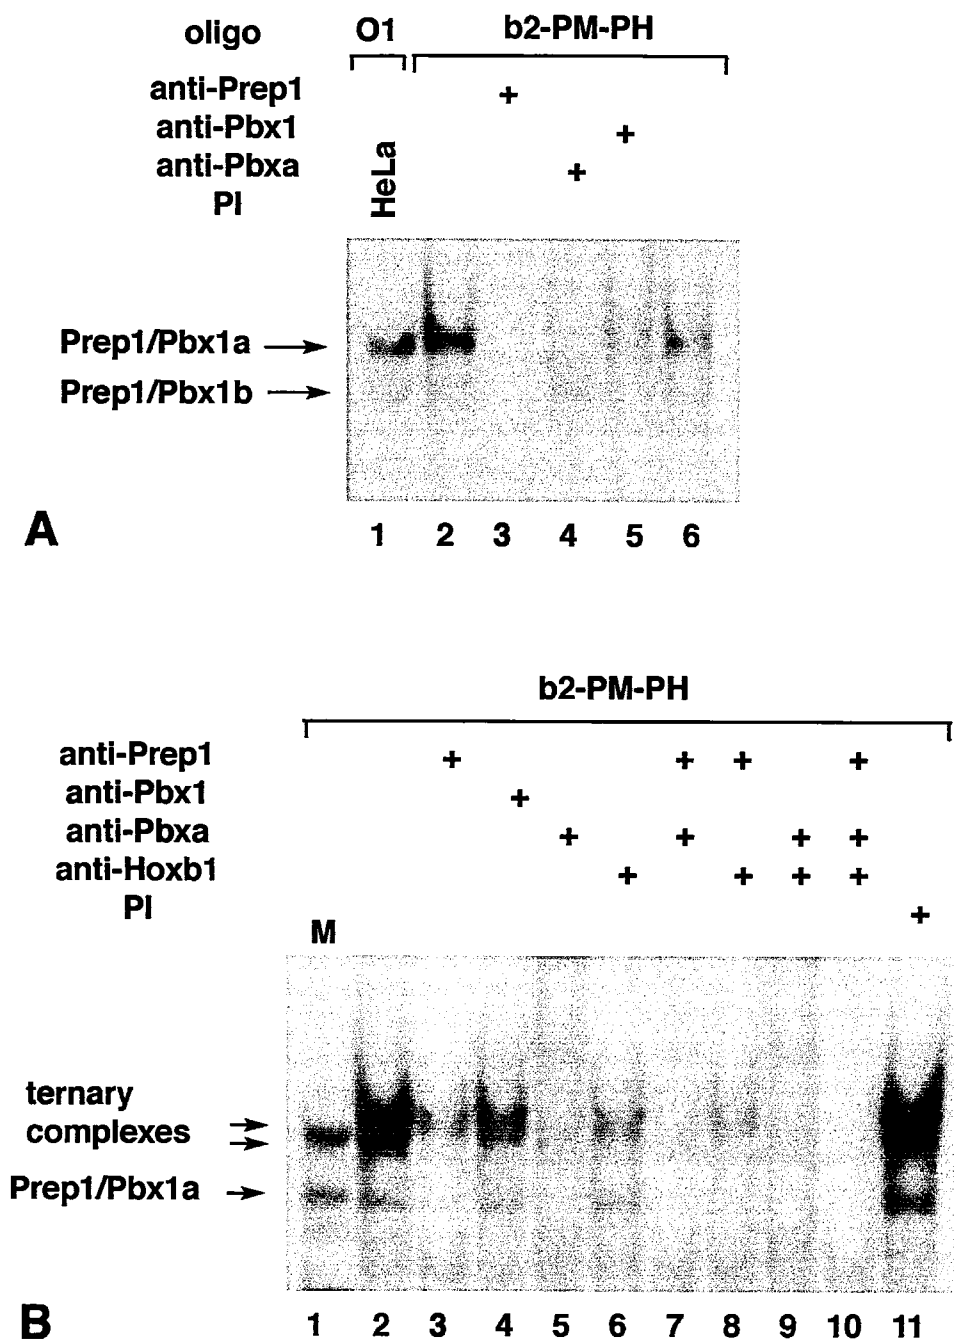 oligo O1 b2-PM-PH
anti-Prep1 +
anti-Pbx1 +
anti-Pbxa +
PI
HeLa
Prep1/Pbx1a
Prep1/Pbx1b
A
1 2 3 4 5 6
b2-PM-PH
anti-Prep1 + + + +
anti-Pbx1 +
anti-Pbxa + + + +
anti-Hoxb1 + + + +
PI +
M
ternary
complexes
Prep1/Pbx1a
B
1 2 3 4 5 6 7 8 9 10 11